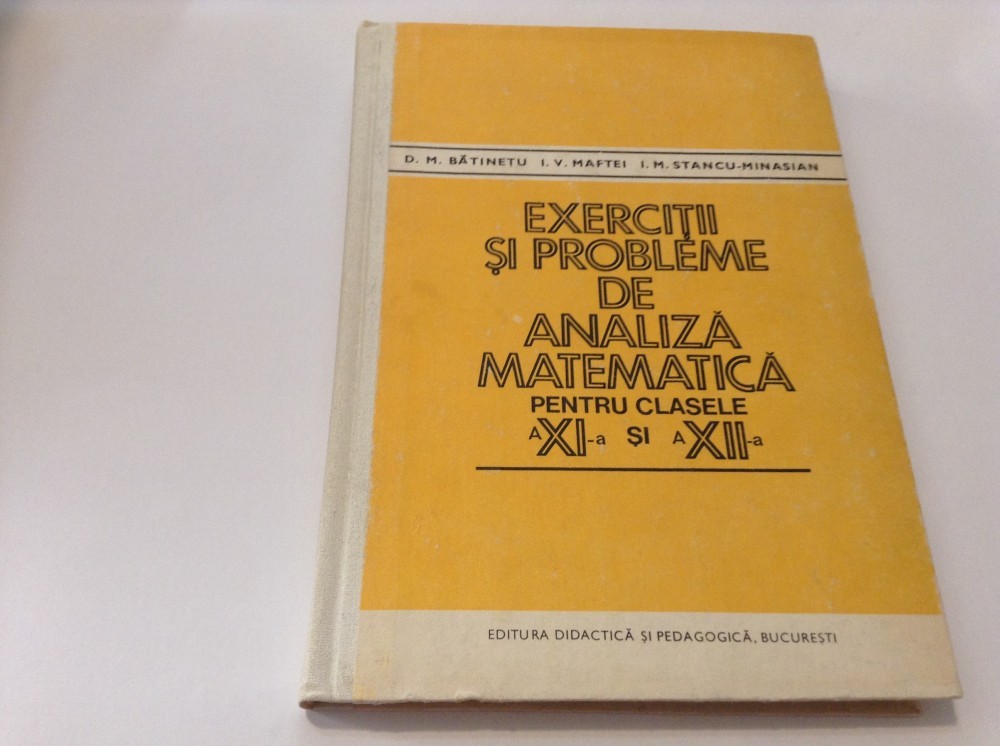 D. M. BĂTINETU I. V. MAFTEI I. M. STANCU-MINASIAN
EXERCIȚII
ȘI PROBLEME
DE
ANALIZĂ
MATEMATICĂ
PENTRU CLASELE
A XI-a ȘI A XII-a
EDITURA DIDACTICĂ ȘI PEDAGOGICĂ, BUCUREȘTI